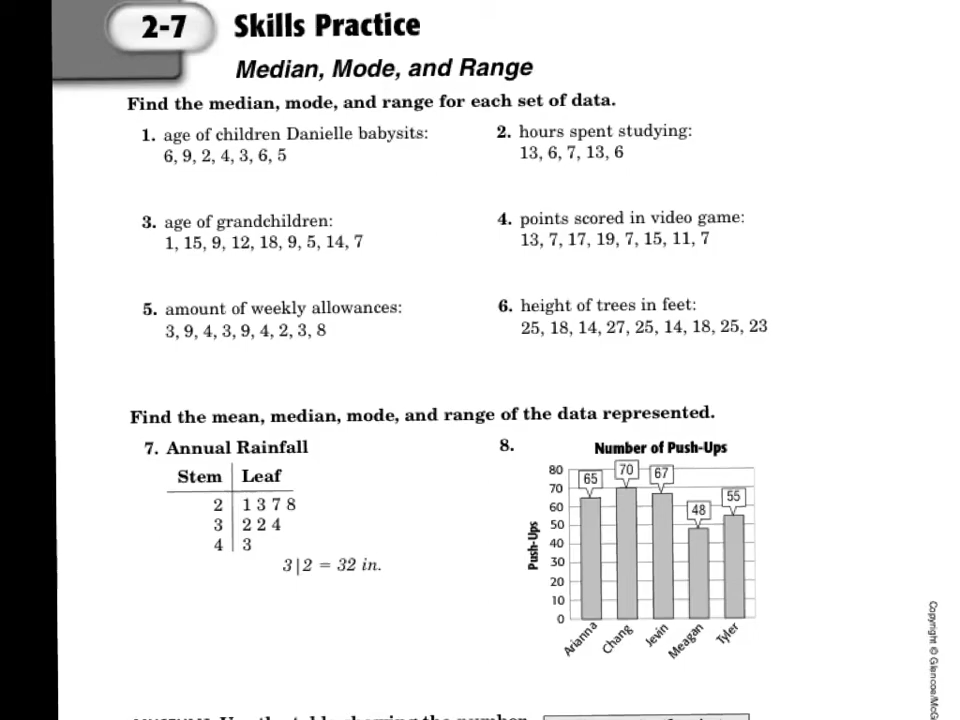 2-7 Skills Practice
Median, Mode, and Range
Find the median, mode, and range for each set of data.
1. age of children Danielle babysits:
6, 9, 2, 4, 3, 6, 5
2. hours spent studying:
13, 6, 7, 13, 6
3. age of grandchildren:
1, 15, 9, 12, 18, 9, 5, 14, 7
4. points scored in video game:
13, 7, 17, 19, 7, 15, 11, 7
5. amount of weekly allowances:
3, 9, 4, 3, 9, 4, 2, 3, 8
6. height of trees in feet:
25, 18, 14, 27, 25, 14, 18, 25, 23
Find the mean, median, mode, and range of the data represented.
7. Annual Rainfall
Stem Leaf
2 1 3 7 8
3 2 2 4
4 3
3|2 = 32 in.
8.
Number of Push-Ups
Push-Ups
80
70
60
50
40
30
20
10
0
65
70
67
48
55
Arianna
Chang
Jevin
Meagan
Tyler
Copyright © Glencoe/McG
Use the table showing the number